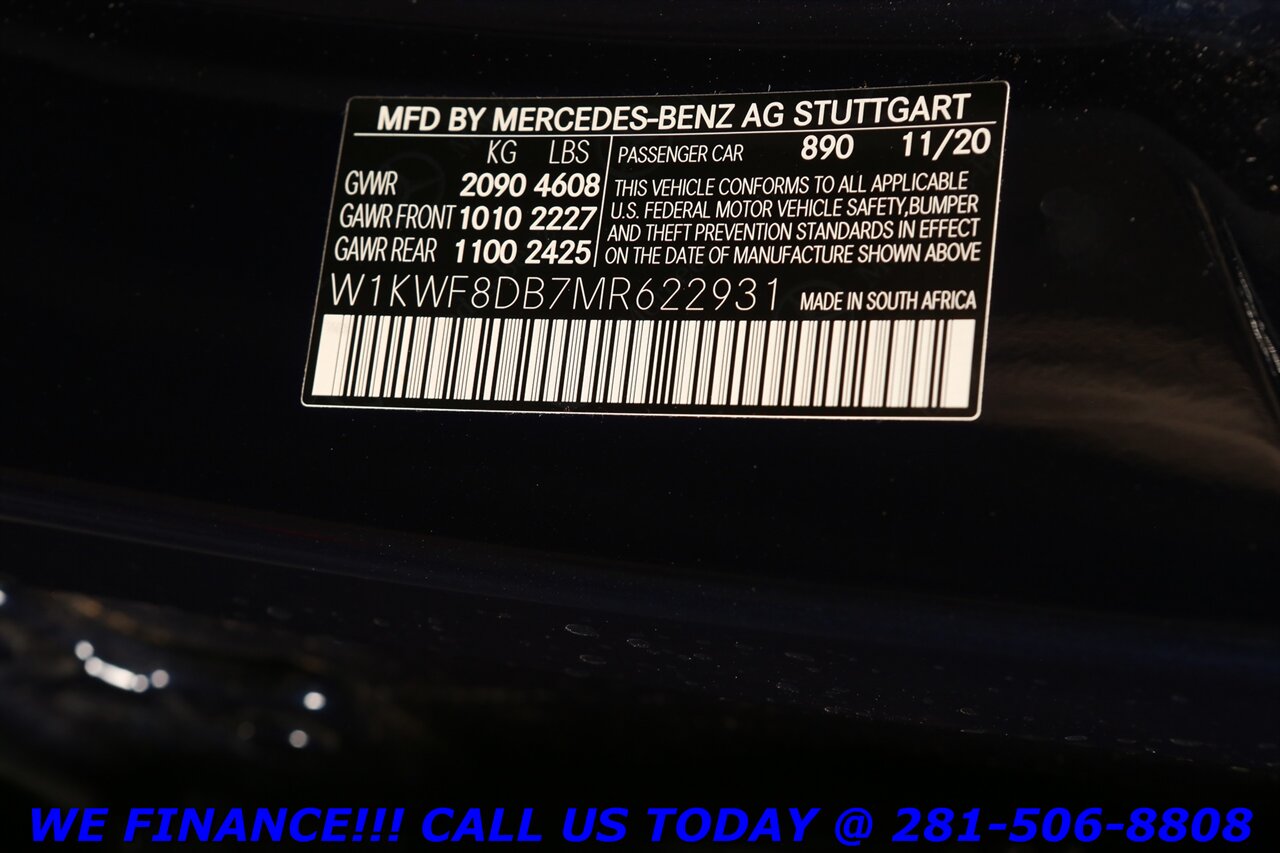 MFD BY MERCEDES-BENZ AG STUTTGART
KG LBS
GVWR 2090 4608
GAWR FRONT 1010 2227
GAWR REAR 1100 2425
PASSENGER CAR 890 11/20
THIS VEHICLE CONFORMS TO ALL APPLICABLE
U.S. FEDERAL MOTOR VEHICLE SAFETY,BUMPER
AND THEFT PREVENTION STANDARDS IN EFFECT
ON THE DATE OF MANUFACTURE SHOWN ABOVE
W1KWF8DB7MR622931 MADE IN SOUTH AFRICA
WE FINANCE!!! CALL US TODAY @ 281-506-8808